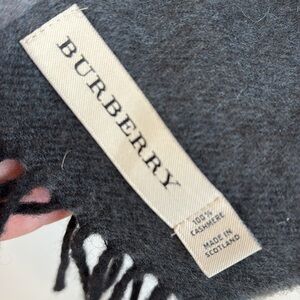 BURBERRY
100%
CASHMERE
MADE IN
SCOTLAND